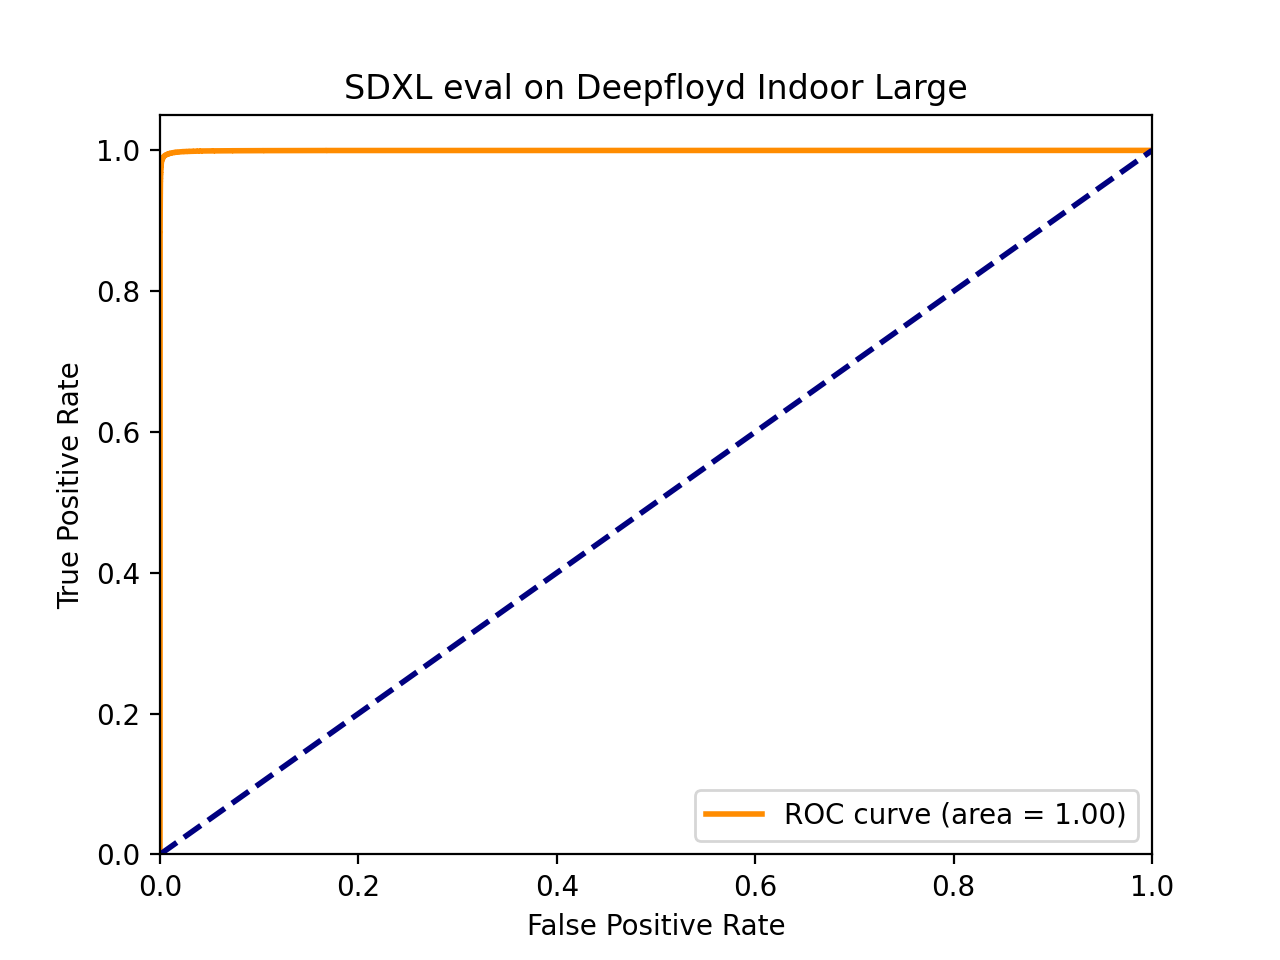 SDXL eval on Deepfloyd Indoor Large
1.0
0.8
0.6
0.4
0.2
0.0
True Positive Rate
0.0 0.2 0.4 0.6 0.8 1.0
False Positive Rate
ROC curve (area = 1.00)